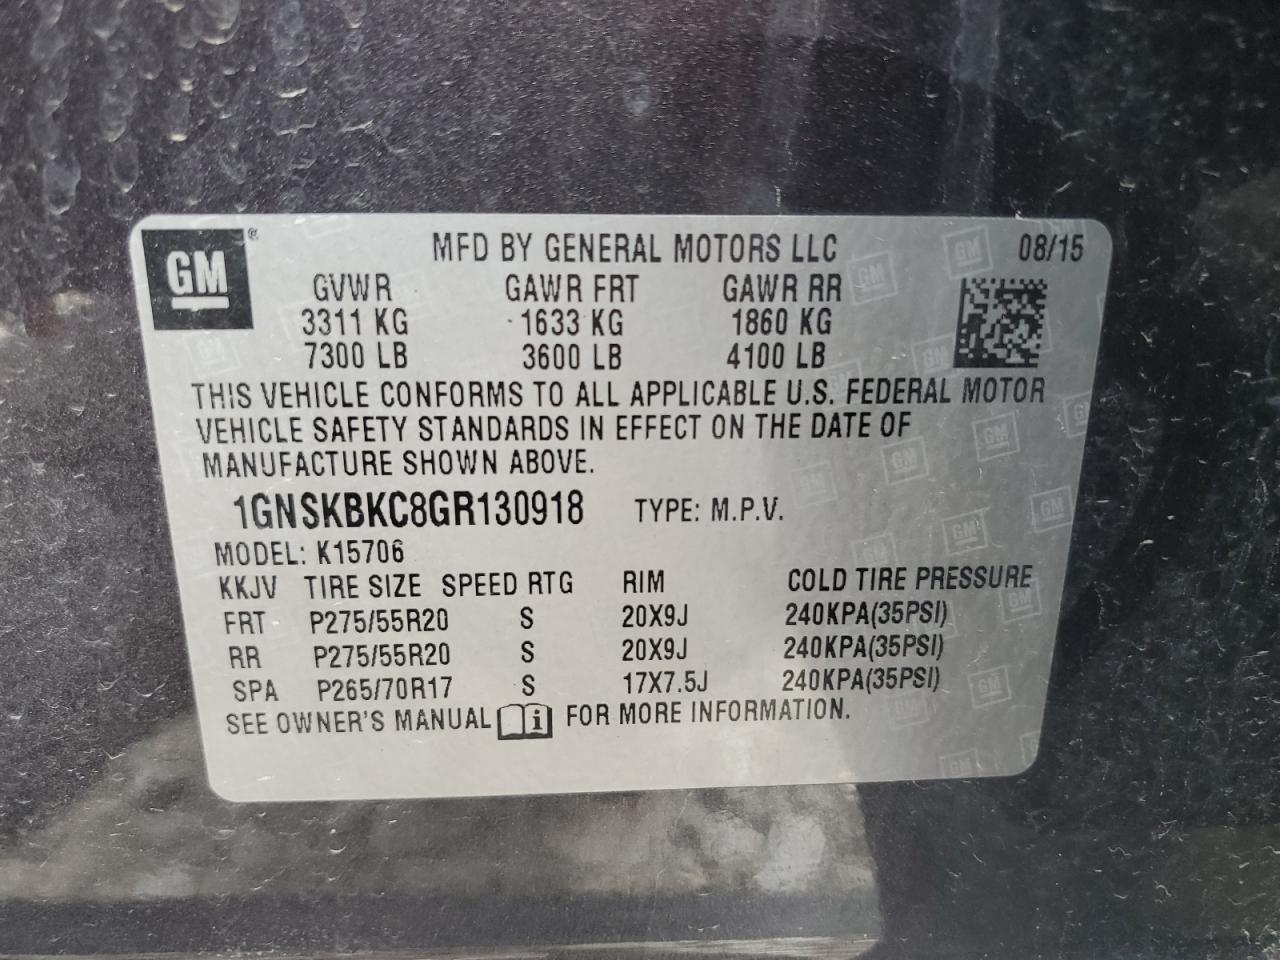 GM® MFD BY GENERAL MOTORS LLC 08/15
GVWR GAWR FRT GAWR RR
3311 KG 1633 KG 1860 KG
7300 LB 3600 LB 4100 LB
THIS VEHICLE CONFORMS TO ALL APPLICABLE U.S. FEDERAL MOTOR
VEHICLE SAFETY STANDARDS IN EFFECT ON THE DATE OF
MANUFACTURE SHOWN ABOVE.
1GNSKBKC8GR130918 TYPE: M.P.V.
MODEL: K15706
KKJV TIRE SIZE SPEED RTG RIM COLD TIRE PRESSURE
FRT P275/55R20 S 20X9J 240KPA(35PSI)
RR P275/55R20 S 20X9J 240KPA(35PSI)
SPA P265/70R17 S 17X7.5J 240KPA(35PSI)
SEE OWNER'S MANUAL i FOR MORE INFORMATION.